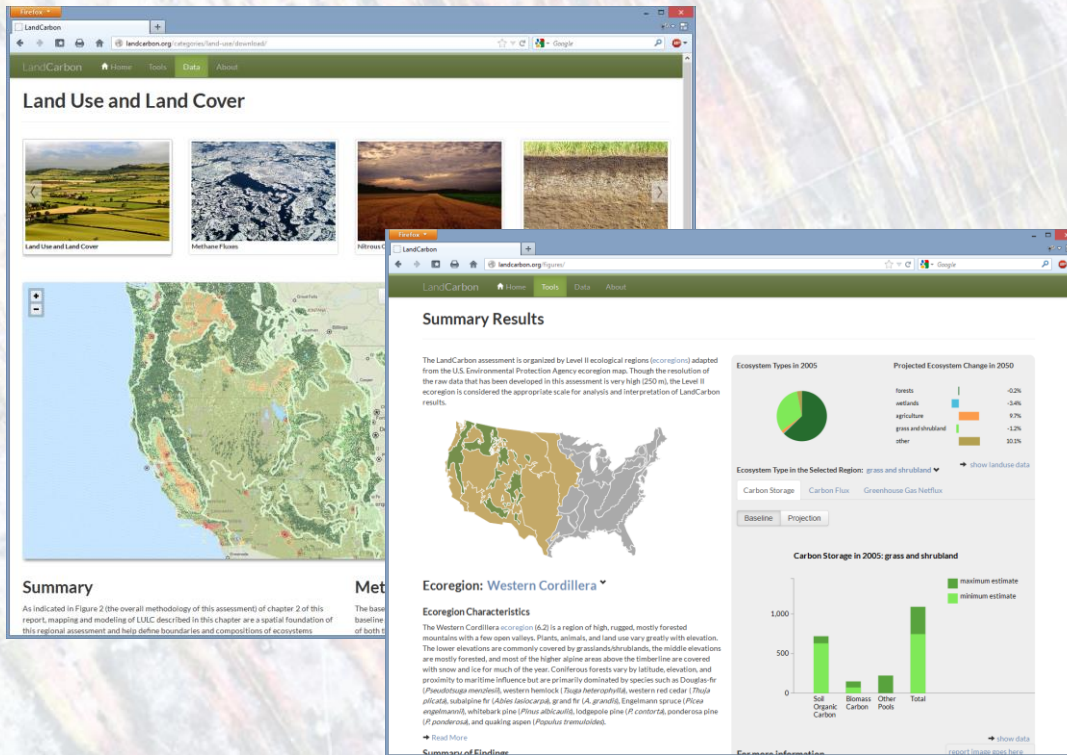 Firefox
LandCarbon
landcarbon.org/categories/land-use/download/
Google
LandCarbon Home Tools Data About
Land Use and Land Cover
Land Use and Land Cover
Methane Fluxes
Nitrous
Great Falls
Billings
Summary
As indicated in Figure 2 (the overall methodology of this assessment) of chapter 2 of this
report, mapping and modeling of LULC described in this chapter are a spatial foundation of
this regional assessment and help define boundaries and compositions of ecosystems
Met
The base
baseline
of both t
Firefox
LandCarbon
landcarbon.org/figures/
Google
LandCarbon Home Tools Data About
Summary Results
The LandCarbon assessment is organized by Level II ecological regions (ecoregions) adapted
from the U.S. Environmental Protection Agency ecoregion map. Though the resolution of
the raw data that has been developed in this assessment is very high (250 m), the Level II
ecoregion is considered the appropriate scale for analysis and interpretation of LandCarbon
results.
Ecoregion: Western Cordillera
Ecoregion Characteristics
The Western Cordillera ecoregion (6.2) is a region of high, rugged, mostly forested
mountains with a few open valleys. Plants, animals, and land use vary greatly with elevation.
The lower elevations are commonly covered by grasslands/shrublands, the middle elevations
are mostly forested, and most of the higher alpine areas above the timberline are covered
with snow and ice for much of the year. Coniferous forests vary by latitude, elevation, and
proximity to maritime influence but are primarily dominated by species such as Douglas-fir
(Pseudotsuga menziesii), western hemlock (Tsuga heterophylla), western red cedar (Thuja
plicata), subalpine fir (Abies lasiocarpa), grand fir (A. grandis), Engelmann spruce (Picea
engelmannii), whitebark pine (Pinus albicaulis), lodgepole pine (P. contorta), ponderosa pine
(P. ponderosa), and quaking aspen (Populus tremuloides).
Read More
Summary of Findings
Ecosystem Types in 2005
Projected Ecosystem Change in 2050
forests -0.2%
wetlands -3.4%
agriculture 9.7%
grass and shrubland -1.2%
other 10.1%
show landuse data
Ecosystem Type in the Selected Region: grass and shrubland
Carbon Storage Carbon Flux Greenhouse Gas Netflux
Baseline Projection
Carbon Storage in 2005: grass and shrubland
maximum estimate
minimum estimate
1,000
500
0
Soil Organic Carbon
Biomass Carbon
Other Pools
Total
show data
For more information
report image goes here